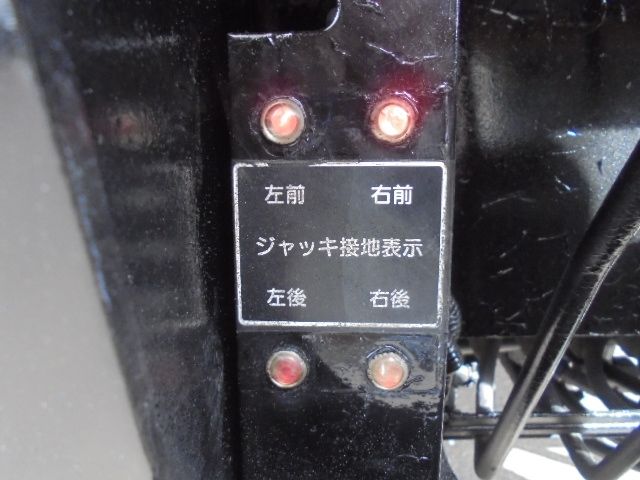 左前 右前
ジャッキ接地表示
左後 右後